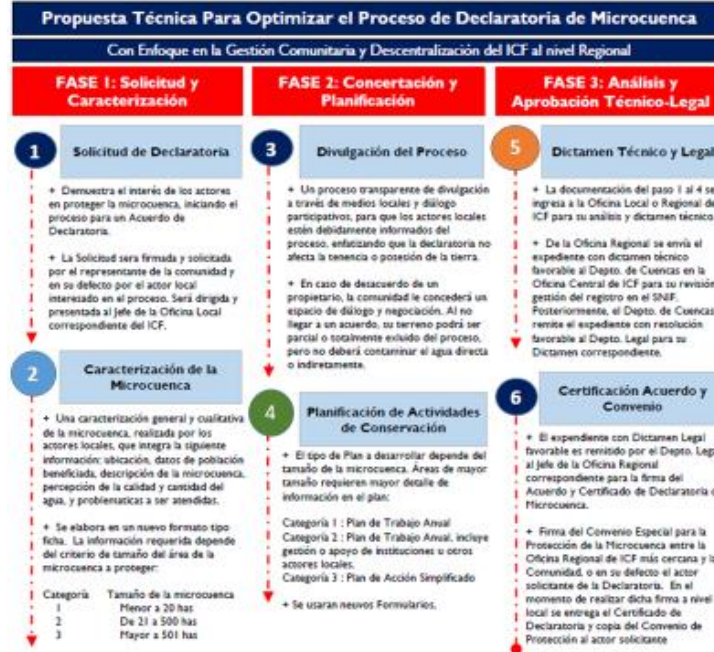 Propuesta Técnica Para Optimizar el Proceso de Declaratoria de Microcuenca
Con Enfoque en la Gestión Comunitaria y Descentralización del ICF al nivel Regional
FASE 1: Solicitud y
Caracterización
1
Solicitud de Declaratoria
+ Demuestra el interés de los actores
en proteger la microcuenca, iniciando el
proceso para un Acuerdo de
Declaratoria.
+ La Solicitud sera firmada y solicitada
por el representante de la comunidad y
en su defecto por el actor local
interesado en el proceso. Será dirigida y
presentada al Jefe de la Oficina Local
correspondiente del ICF.
2
Caracterización de la
Microcuenca
+ Una caracterización general y cualitativa
de la microcuenca, realizada por los
actores locales, que integra la siguiente
información: ubicación, datos de población
beneficiada, descripción de la microcuenca,
percepción de la calidad y cantidad del
agua, y problematicas a ser atendidas.
+ Se elabora en un nuevo formato tipo
ficha. La información requerida depende
del criterio de tamaño del área de la
microcuenca a proteger:
Categoría Tamaño de la microcuenca
1 Menor a 20 has
2 De 21 a 500 has
3 Mayor a 501 has
FASE 2: Concertación y
Planificación
3
Divulgación del Proceso
+ Un proceso transparente de divulgación
a través de medios locales y diálogo
participativos, para que los actores locales
estén debidamente informados del
proceso, enfatizando que la declaratoria no
afecta la tenencia o posesión de la tierra.
+ En caso de desacuerdo de un
propietario, la comunidad le concederá un
espacio de diálogo y negociación. Al no
llegar a un acuerdo, su terreno podrá ser
parcial o totalmente exluido del proceso,
pero no deberá contaminar el agua directa
o indirectamente.
4
Planificación de Actividades
de Conservación
+ El tipo de Plan a desarrollar depende del
tamaño de la microcuenca. Áreas de mayor
tamaño requieren mayor detalle de
información en el plan:
Categoría 1 : Plan de Trabajo Anual
Categoría 2 : Plan de Trabajo Anual, incluye
gestión o apoyo de instituciones u otros
actores locales.
Categoría 3 : Plan de Acción Simplificado
+ Se usaran neuvos Formularios.
FASE 3: Análisis y
Aprobación Técnico-Legal
5
Dictamen Técnico y Legal
+ La documentación del paso 1 al 4 se
ingresa a la Oficina Local o Regional de
ICF para su análisis y dictamen técnico
+ De la Oficina Regional se envía el
expediente con dictamen técnico
favorable al Depto. de Cuencas en la
Oficina Central de ICF para su revisión
gestión del registro en el SNIF.
Posteriormente, el Depto. de Cuencas
remite el expediente con resolución
favorable al Depto. Legal para su
Dictamen correspondiente.
6
Certificación Acuerdo y
Convenio
+ El expendiente con Dictamen Legal
favorable es remitido por el Depto. Lega
al Jefe de la Oficina Regional
correspondiente para la firma del
Acuerdo y Certificado de Declaratoria d
Microcuenca.
+ Firma del Convenio Especial para la
Protección de la Microcuenca entre la
Oficina Regional de ICF más cercana y la
Comunidad, o en su defecto el actor
solicitante de la Declaratoria. En el
momento de realizar dicha firma a nivel
local se entrega el Certificado de
Declaratoria y copia del Convenio de
Protección al actor solicitante